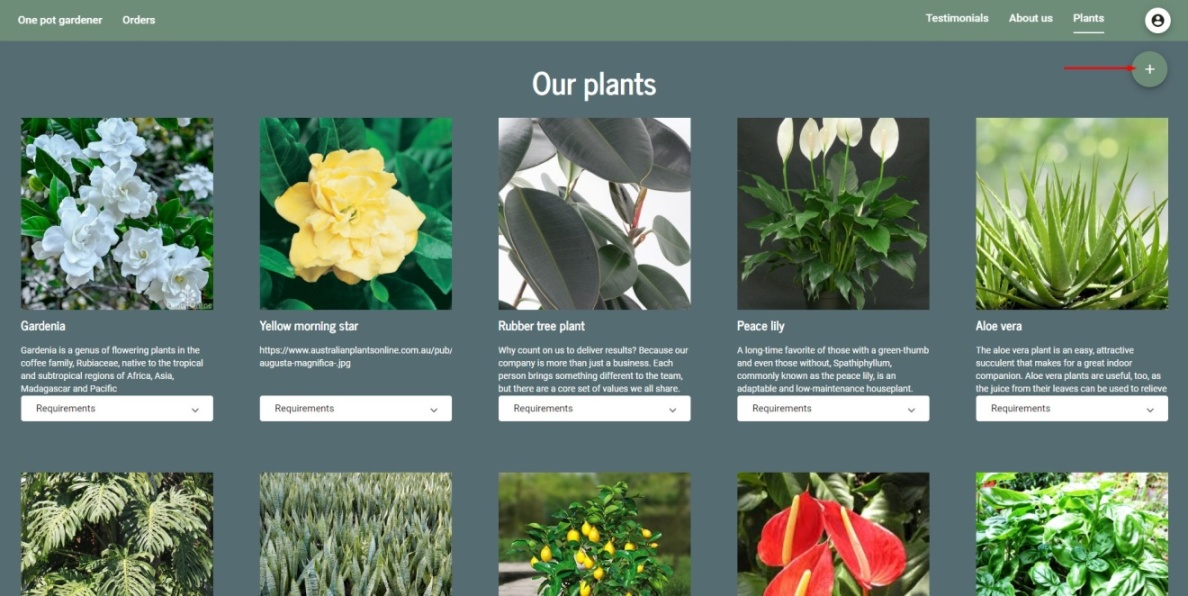 One pot gardener Orders Testimonials About us Plants
+
Our plants
Gardenia
Gardenia is a genus of flowering plants in the
coffee family, Rubiaceae, native to the tropical
and subtropical regions of Africa, Asia,
Madagascar and Pacific
Requirements
Yellow morning star
https://www.australianplantsonline.com.au/pub/
augusta-magnifica-.jpg
Requirements
Rubber tree plant
Why count on us to deliver results? Because our
company is more than just a business. Each
person brings something different to the team,
but there are a core set of values we all share.
Requirements
Peace lily
A long-time favorite of those with a green-thumb
and even those without, Spathiphyllum,
commonly known as the peace lily, is an
adaptable and low-maintenance houseplant.
Requirements
Aloe vera
The aloe vera plant is an easy, attractive
succulent that makes for a great indoor
companion. Aloe vera plants are useful, too, as
the juice from their leaves can be used to relieve
Requirements